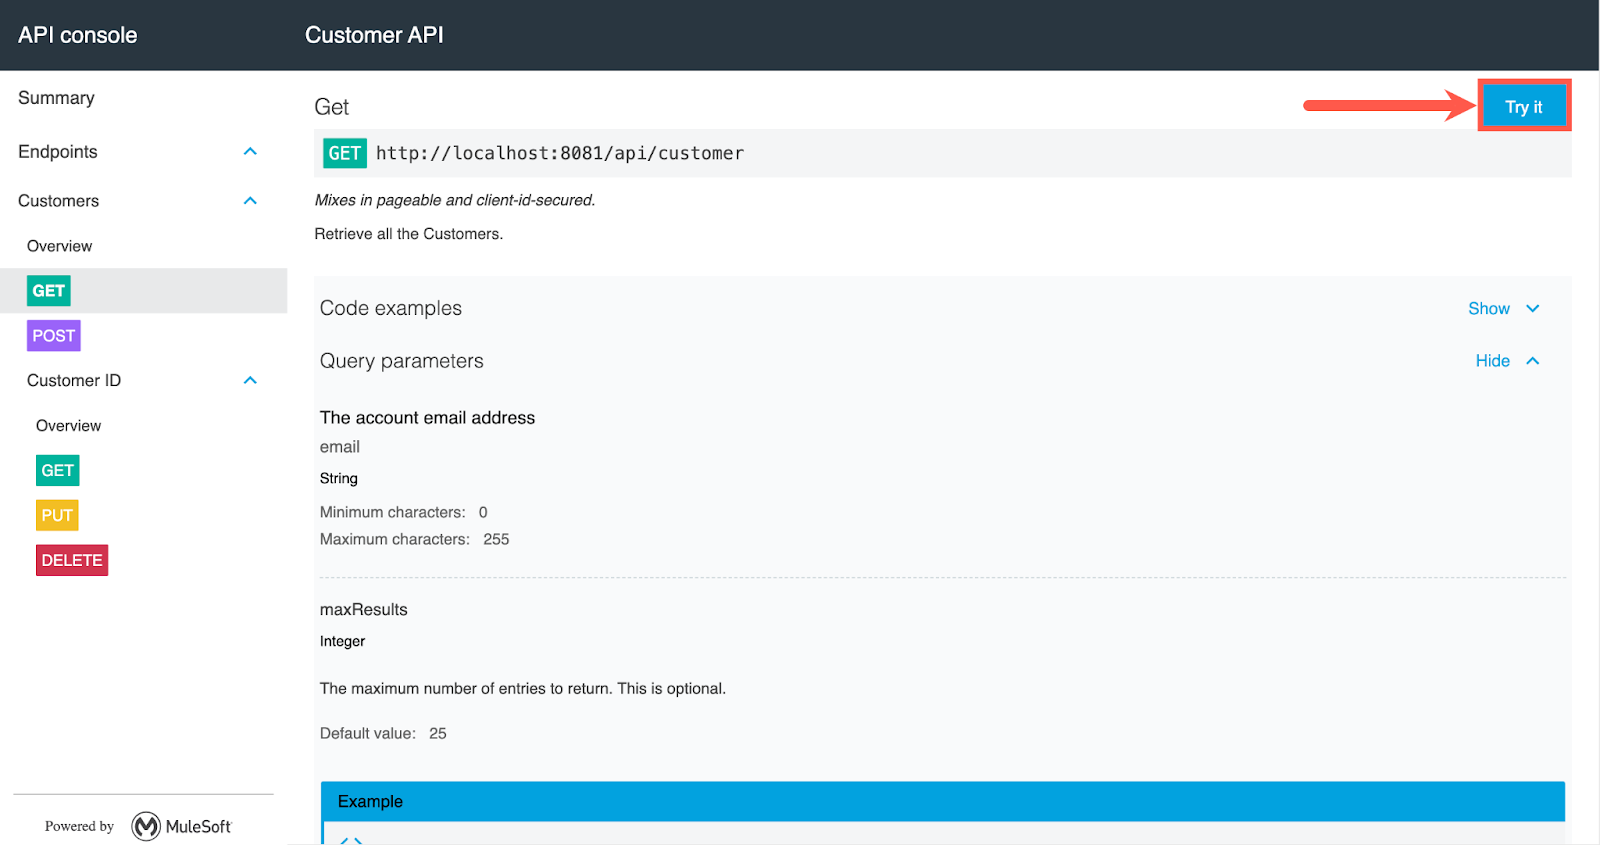 API console
Customer API
Summary
Endpoints
Customers
Overview
GET
POST
Customer ID
Overview
GET
PUT
DELETE
Powered by MuleSoft
Get
Try it
GET http://localhost:8081/api/customer
Mixes in pageable and client-id-secured.
Retrieve all the Customers.
Code examples
Show
Query parameters
Hide
The account email address
email
String
Minimum characters: 0
Maximum characters: 255
maxResults
Integer
The maximum number of entries to return. This is optional.
Default value: 25
Example